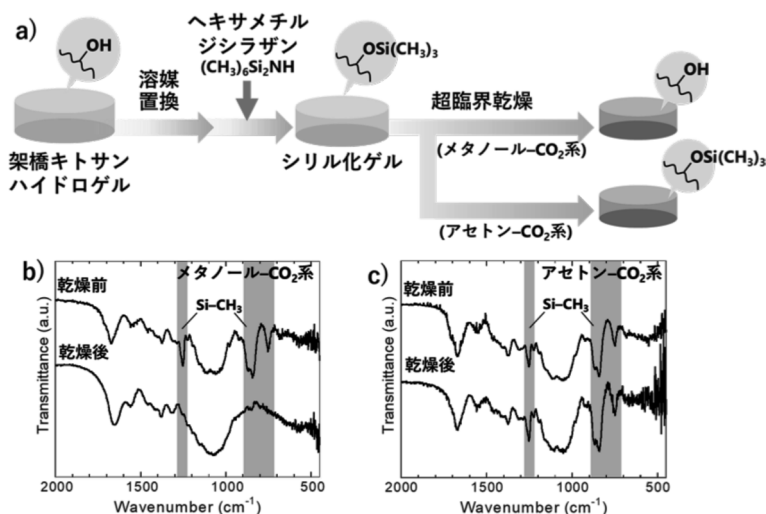 a)
OH
溶媒
置換
ヘキサメチル
ジシラザン
(CH₃)₆Si₂NH
OSi(CH₃)₃
架橋キトサン
ハイドロゲル
シリル化ゲル
超臨界乾燥
(メタノール–CO₂系)
OH
OSi(CH₃)₃
(アセトン–CO₂系)
b)
メタノール–CO₂系
乾燥前
Si–CH₃
乾燥後
Transmittance (a.u.)
2000 1500 1000 500
Wavenumber (cm⁻¹)
c)
アセトン–CO₂系
乾燥前
Si–CH₃
乾燥後
Transmittance (a.u.)
2000 1500 1000 500
Wavenumber (cm⁻¹)